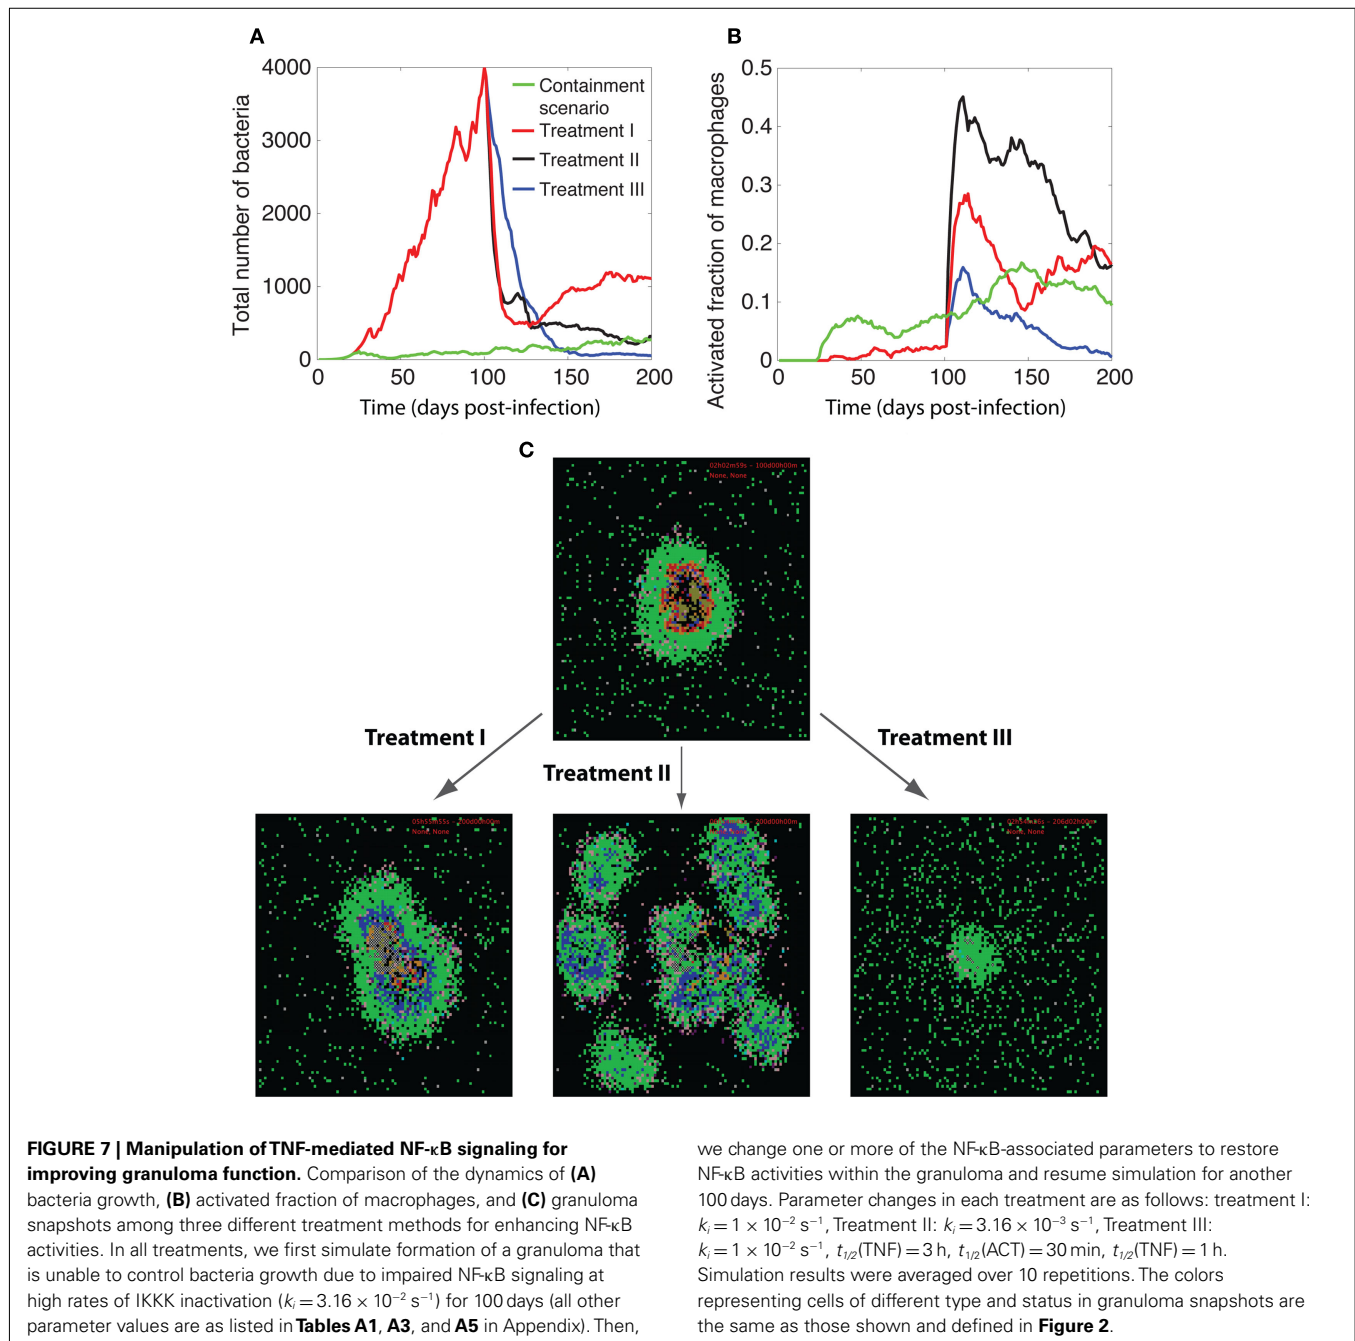 A
B
4000
3000
2000
1000
0
Total number of bacteria
0 50 100 150 200
Time (days post-infection)
Containment
scenario
Treatment I
Treatment II
Treatment III
0.5
0.4
0.3
0.2
0.1
0
Activated fraction of macrophages
0 50 100 150 200
Time (days post-infection)
C
02h02m59s - 100d00h00m
None, None
Treatment I
Treatment II
Treatment III
None, None
None, None
FIGURE 7 | Manipulation of TNF-mediated NF-κB signaling for
improving granuloma function. Comparison of the dynamics of (A)
bacteria growth, (B) activated fraction of macrophages, and (C) granuloma
snapshots among three different treatment methods for enhancing NF-κB
activities. In all treatments, we first simulate formation of a granuloma that
is unable to control bacteria growth due to impaired NF-κB signaling at
high rates of IKKK inactivation (kᵢ = 3.16 × 10⁻² s⁻¹) for 100 days (all other
parameter values are as listed in Tables A1, A3, and A5 in Appendix). Then,
we change one or more of the NF-κB-associated parameters to restore
NF-κB activities within the granuloma and resume simulation for another
100 days. Parameter changes in each treatment are as follows: treatment I:
kᵢ = 1 × 10⁻² s⁻¹, Treatment II: kᵢ = 3.16 × 10⁻³ s⁻¹, Treatment III:
kᵢ = 1 × 10⁻² s⁻¹, t₁/₂(TNF) = 3 h, t₁/₂(ACT) = 30 min, t₁/₂(TNF) = 1 h.
Simulation results were averaged over 10 repetitions. The colors
representing cells of different type and status in granuloma snapshots are
the same as those shown and defined in Figure 2.